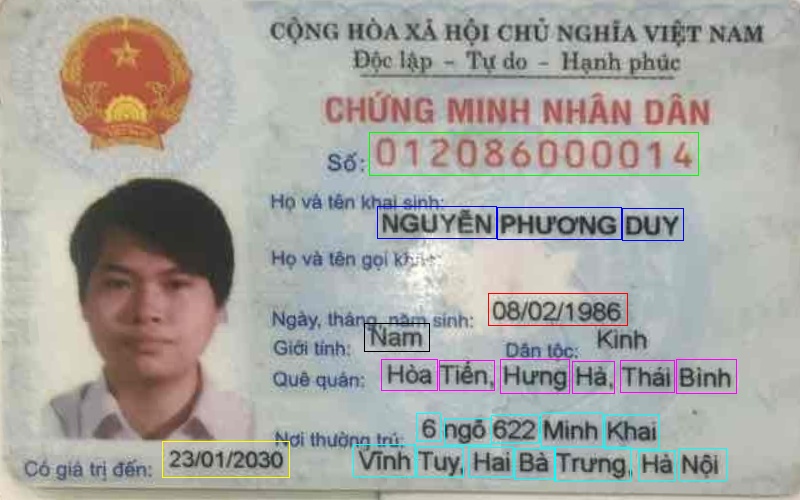 CỘNG HÒA XÃ HỘI CHỦ NGHĨA VIỆT NAM
Độc lập - Tự do - Hạnh phúc
CHỨNG MINH NHÂN DÂN
Số: 012086000014
Họ và tên khai sinh:
NGUYỄN PHƯƠNG DUY
Họ và tên gọi khác:
Ngày, tháng, năm sinh: 08/02/1986
Giới tính: Nam Dân tộc: Kinh
Quê quán: Hòa Tiến, Hưng Hà, Thái Bình
Nơi thường trú: 6 ngõ 622 Minh Khai
Vĩnh Tuy, Hai Bà Trưng, Hà Nội
Có giá trị đến: 23/01/2030